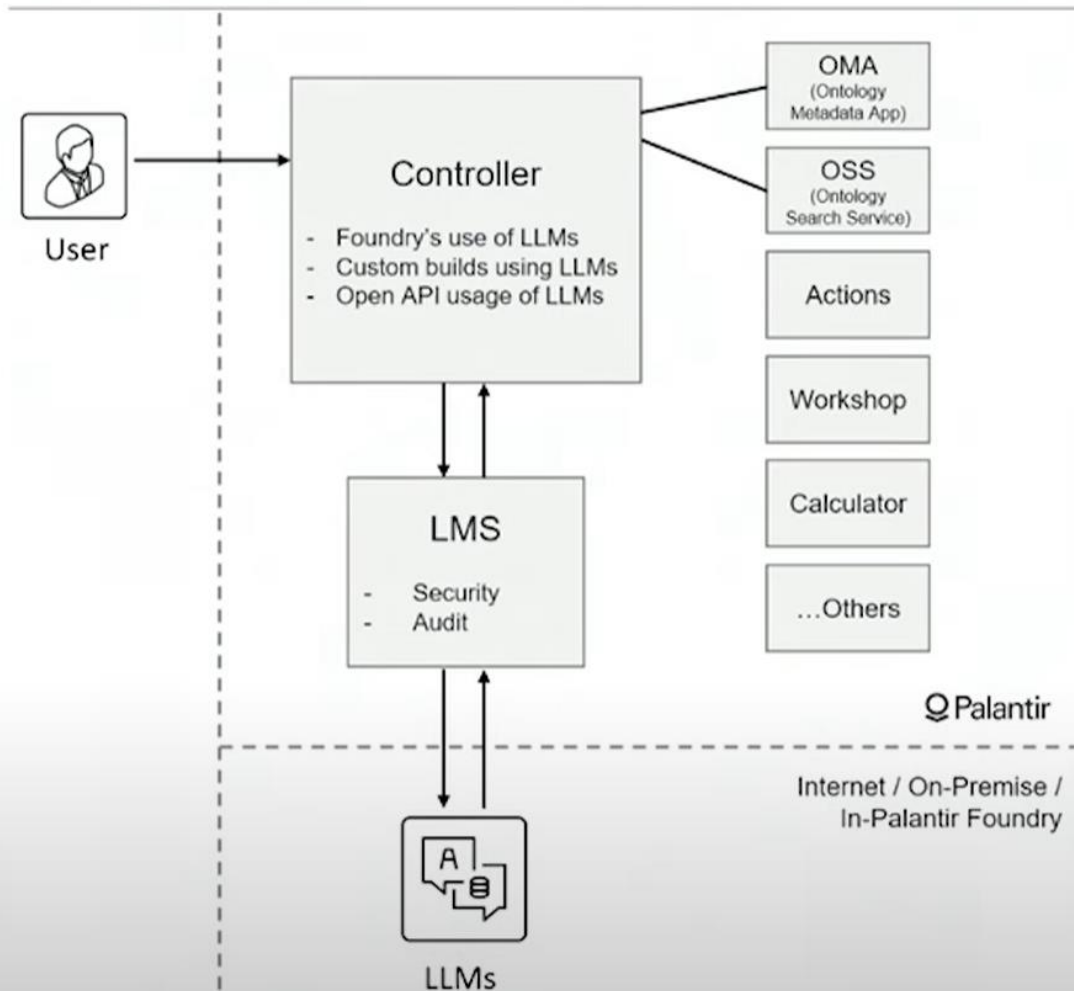 User
Controller
- Foundry's use of LLMs
- Custom builds using LLMs
- Open API usage of LLMs
OMA
(Ontology
Metadata App)
OSS
(Ontology
Search Service)
Actions
Workshop
Calculator
...Others
LMS
- Security
- Audit
Palantir
Internet / On-Premise /
In-Palantir Foundry
A
LLMs